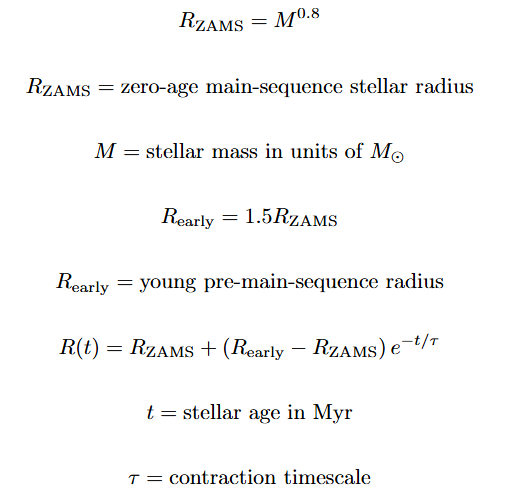 R_ZAMS = M^0.8
R_ZAMS = zero-age main-sequence stellar radius
M = stellar mass in units of M_⊙
R_early = 1.5R_ZAMS
R_early = young pre-main-sequence radius
R(t) = R_ZAMS + (R_early − R_ZAMS) e^−t/τ
t = stellar age in Myr
τ = contraction timescale